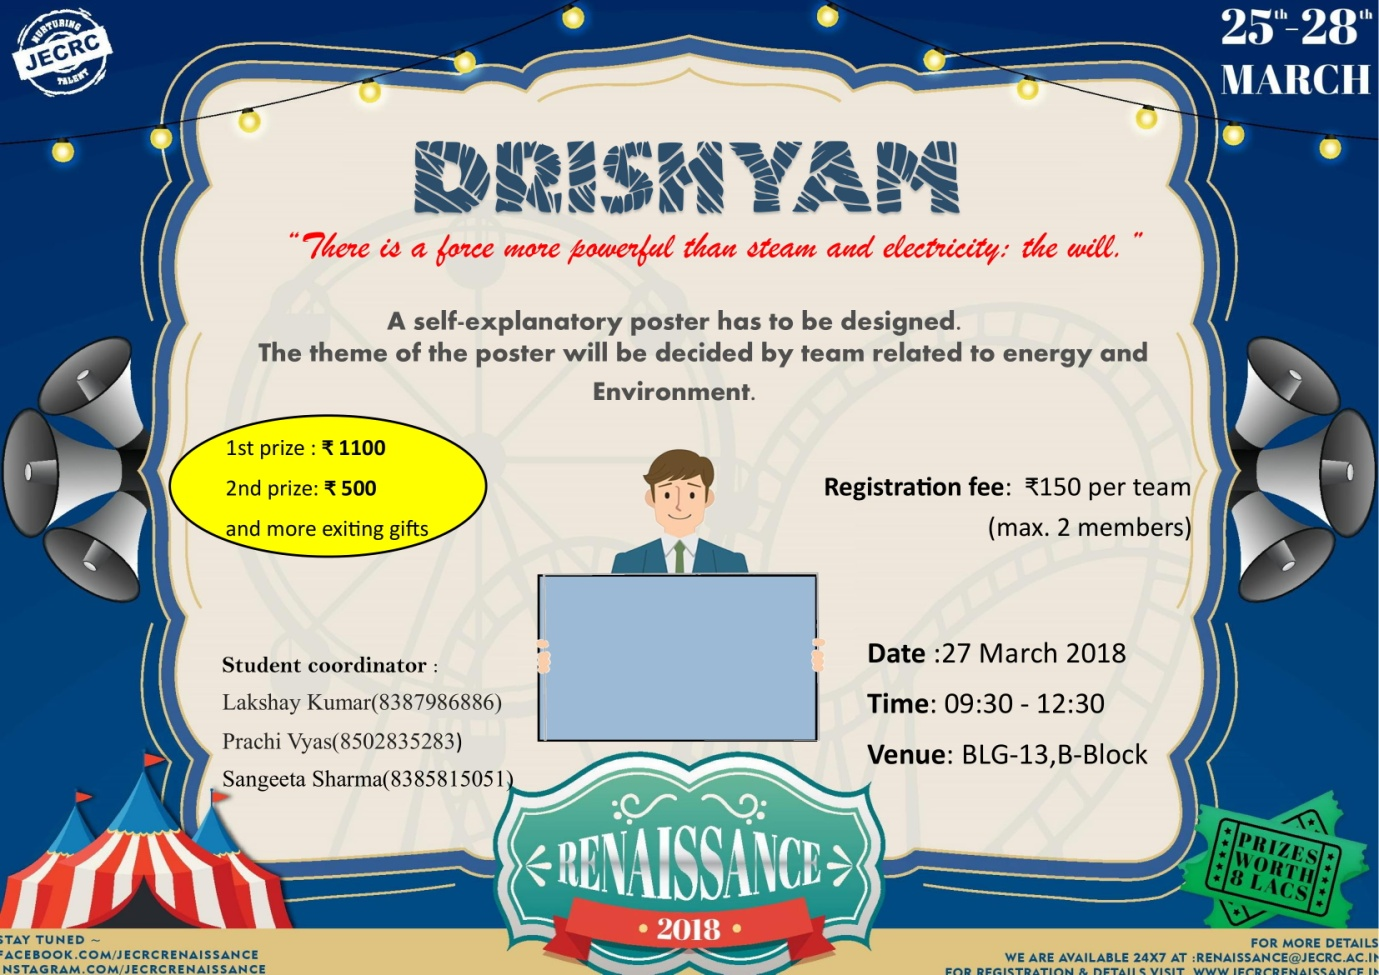 NURTURING
JECRC
TALENT
25th-28th
MARCH
DRISHYAM
“There is a force more powerful than steam and electricity: the will.”
A self-explanatory poster has to be designed.
The theme of the poster will be decided by team related to energy and
Environment.
1st prize : ₹ 1100
2nd prize: ₹ 500
and more exiting gifts
Registration fee: ₹150 per team
(max. 2 members)
Student coordinator :
Lakshay Kumar(8387986886)
Prachi Vyas(8502835283)
Sangeeta Sharma(8385815051)
Date :27 March 2018
Time: 09:30 - 12:30
Venue: BLG-13,B-Block
RENAISSANCE
2018
PRIZES
WORTH
8 LACS
STAY TUNED ~
FACEBOOK.COM/JECRCRENAISSANCE
INSTAGRAM.COM/JECRCRENAISSANCE
FOR MORE DETAILS
WE ARE AVAILABLE 24X7 AT :RENAISSANCE@JECRC.AC.IN
FOR REGISTRATION & DETAILS VISIT WWW.JECRCRENAISSANCE.IN